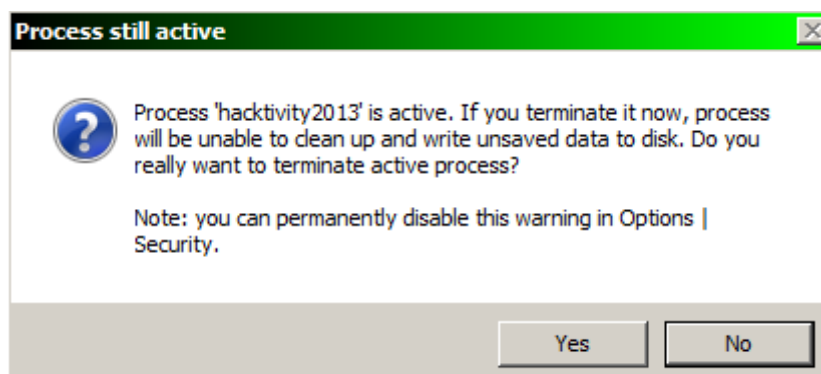 Process still active
Process 'hacktivity2013' is active. If you terminate it now, process
will be unable to clean up and write unsaved data to disk. Do you
really want to terminate active process?
Note: you can permanently disable this warning in Options |
Security.
Yes
No